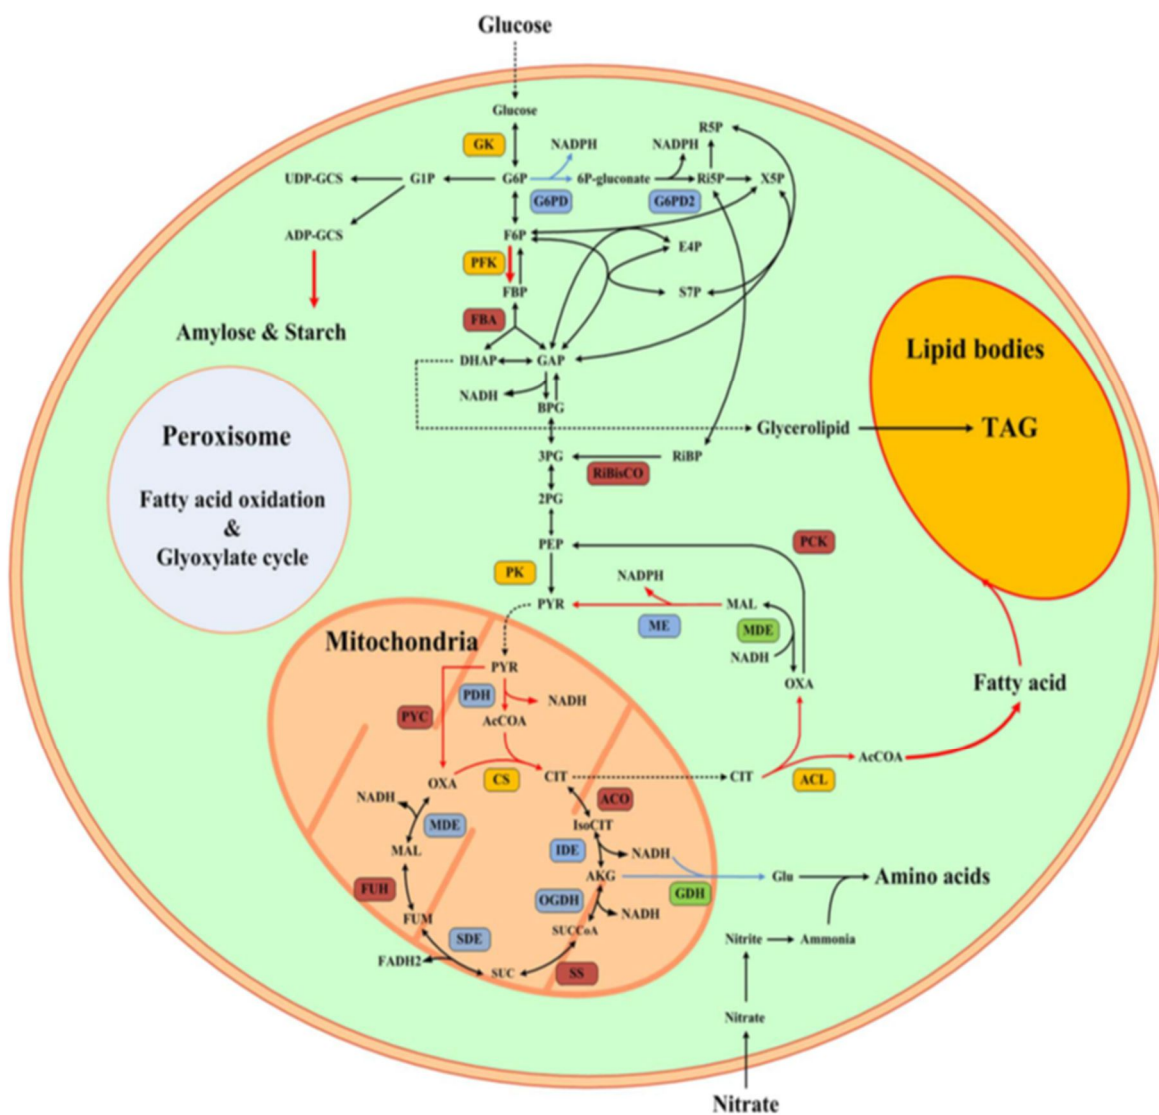 Glucose
Glucose
R5P
GK
NADPH
NADPH
UDP-GCS
G1P
G6P
6P-gluconate
Ri5P
X5P
G6PD
G6PD2
ADP-GCS
F6P
E4P
PFK
FBP
S7P
FBA
Amylose & Starch
DHAP
GAP
Lipid bodies
NADH
BPG
Peroxisome
Glycerolipid
TAG
3PG
RiBP
RiBisCO
Fatty acid oxidation
2PG
&
Glyoxylate cycle
PEP
PCK
PK
NADPH
PYR
MAL
ME
MDE
Mitochondria
NADH
PYR
OXA
Fatty acid
PDH
NADH
PYC
AcCOA
AcCOA
OXA
CS
CIT
CIT
ACL
NADH
ACO
MDE
IsoCIT
MAL
IDE
NADH
AKG
Glu
Amino acids
FUH
OGDH
GDH
NADH
FUM
SUCCoA
SDE
Nitrite
Ammonia
FADH2
SUC
SS
Nitrate
Nitrate